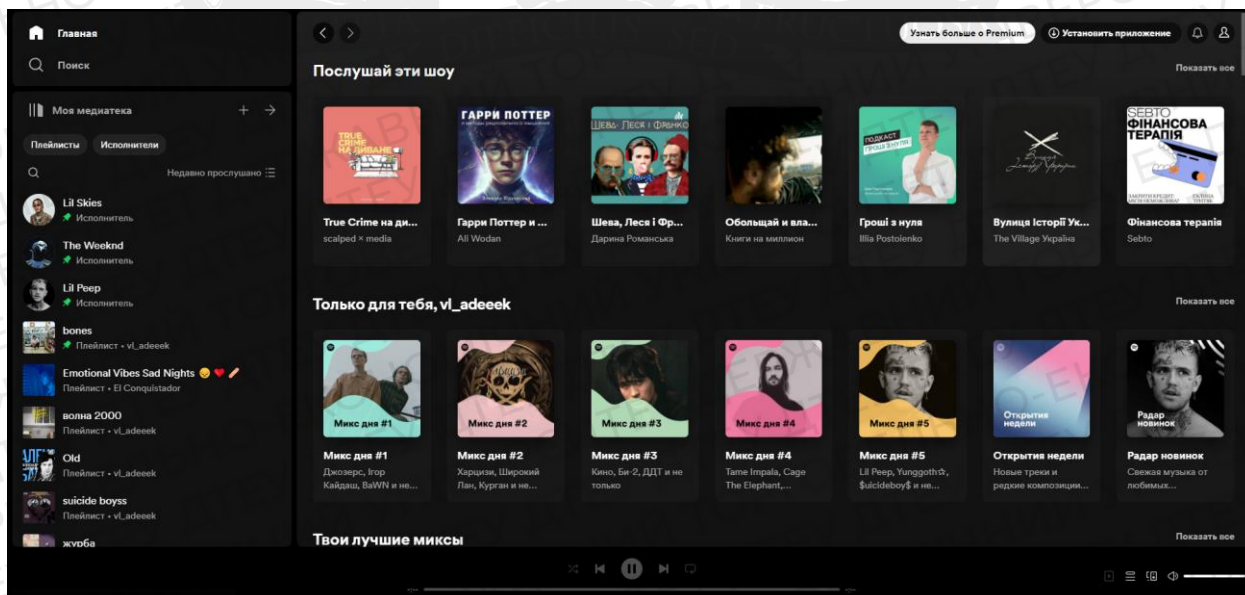 Главная
Поиск
Моя медиатека
Плейлисты
Исполнители
Недавно прослушано
Lil Skies
Исполнитель
The Weeknd
Исполнитель
Lil Peep
Исполнитель
bones
Плейлист • vl_adeeek
Emotional Vibes Sad Nights
Плейлист • El Conquistador
волна 2000
Плейлист • vl_adeeek
Old
Плейлист • vl_adeeek
suicide boyss
Плейлист • vl_adeeek
журба
Узнать больше о Premium
Установить приложение
Послушай эти шоу
Показать все
TRUE
CRIME
НА ДИВАНЕ
ГАРРИ ПОТТЕР
ШЕВА, ЛЕСЯ І ФРАНКО
ПОДКАСТ
ГРОШІ З НУЛЯ
SEBTO
ФІНАНСОВА
ТЕРАПІЯ
True Crime на ди...
scalped × media
Гарри Поттер и ...
Ali Wodan
Шева, Леся і Фр...
Дарина Романська
Обольщай и вла...
Книги на миллион
Гроші з нуля
Illia Postoienko
Вулиця Історії Ук...
The Village Україна
Фінансова терапія
Sebto
Только для тебя, vl_adeeek
Показать все
Микс дня #1
Микс дня #2
Микс дня #3
Микс дня #4
Микс дня #5
Открытия
недели
Радар
новинок
Микс дня #1
Джозерс, Ігор
Кайдаш, BaWN и не...
Микс дня #2
Харцизи, Широкий
Лан, Курган и не...
Микс дня #3
Кино, Би-2, ДДТ и не
только
Микс дня #4
Tame Impala, Cage
The Elephant,...
Микс дня #5
Lil Peep, Yunggoth✰,
$uicideboy$ и не...
Открытия недели
Новые треки и
редкие композиции...
Радар новинок
Свежая музыка от
любимых...
Твои лучшие миксы
Показать все